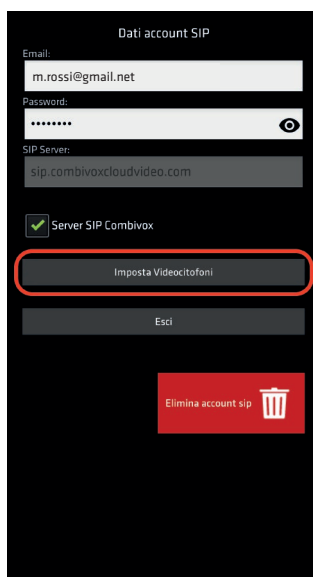 Dati account SIP
Email:
m.rossi@gmail.net
Password:
••••••••
SIP Server:
sip.combivoxcloudvideo.com
Server SIP Combivox
Imposta Videocitofoni
Esci
Elimina account sip